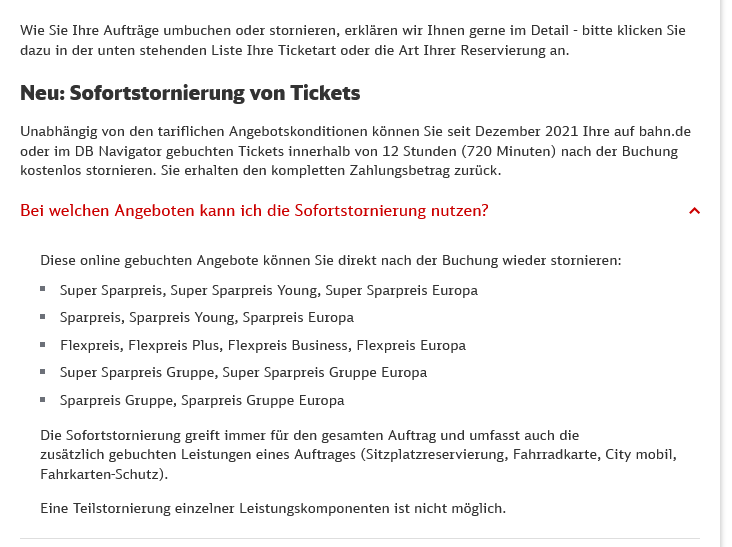 Wie Sie Ihre Aufträge umbuchen oder stornieren, erklären wir Ihnen gerne im Detail - bitte klicken Sie
dazu in der unten stehenden Liste Ihre Ticketart oder die Art Ihrer Reservierung an.
Neu: Sofortstornierung von Tickets
Unabhängig von den tariflichen Angebotskonditionen können Sie seit Dezember 2021 Ihre auf bahn.de
oder im DB Navigator gebuchten Tickets innerhalb von 12 Stunden (720 Minuten) nach der Buchung
kostenlos stornieren. Sie erhalten den kompletten Zahlungsbetrag zurück.
Bei welchen Angeboten kann ich die Sofortstornierung nutzen?
Diese online gebuchten Angebote können Sie direkt nach der Buchung wieder stornieren:
Super Sparpreis, Super Sparpreis Young, Super Sparpreis Europa
Sparpreis, Sparpreis Young, Sparpreis Europa
Flexpreis, Flexpreis Plus, Flexpreis Business, Flexpreis Europa
Super Sparpreis Gruppe, Super Sparpreis Gruppe Europa
Sparpreis Gruppe, Sparpreis Gruppe Europa
Die Sofortstornierung greift immer für den gesamten Auftrag und umfasst auch die
zusätzlich gebuchten Leistungen eines Auftrages (Sitzplatzreservierung, Fahrradkarte, City mobil,
Fahrkarten-Schutz).
Eine Teilstornierung einzelner Leistungskomponenten ist nicht möglich.